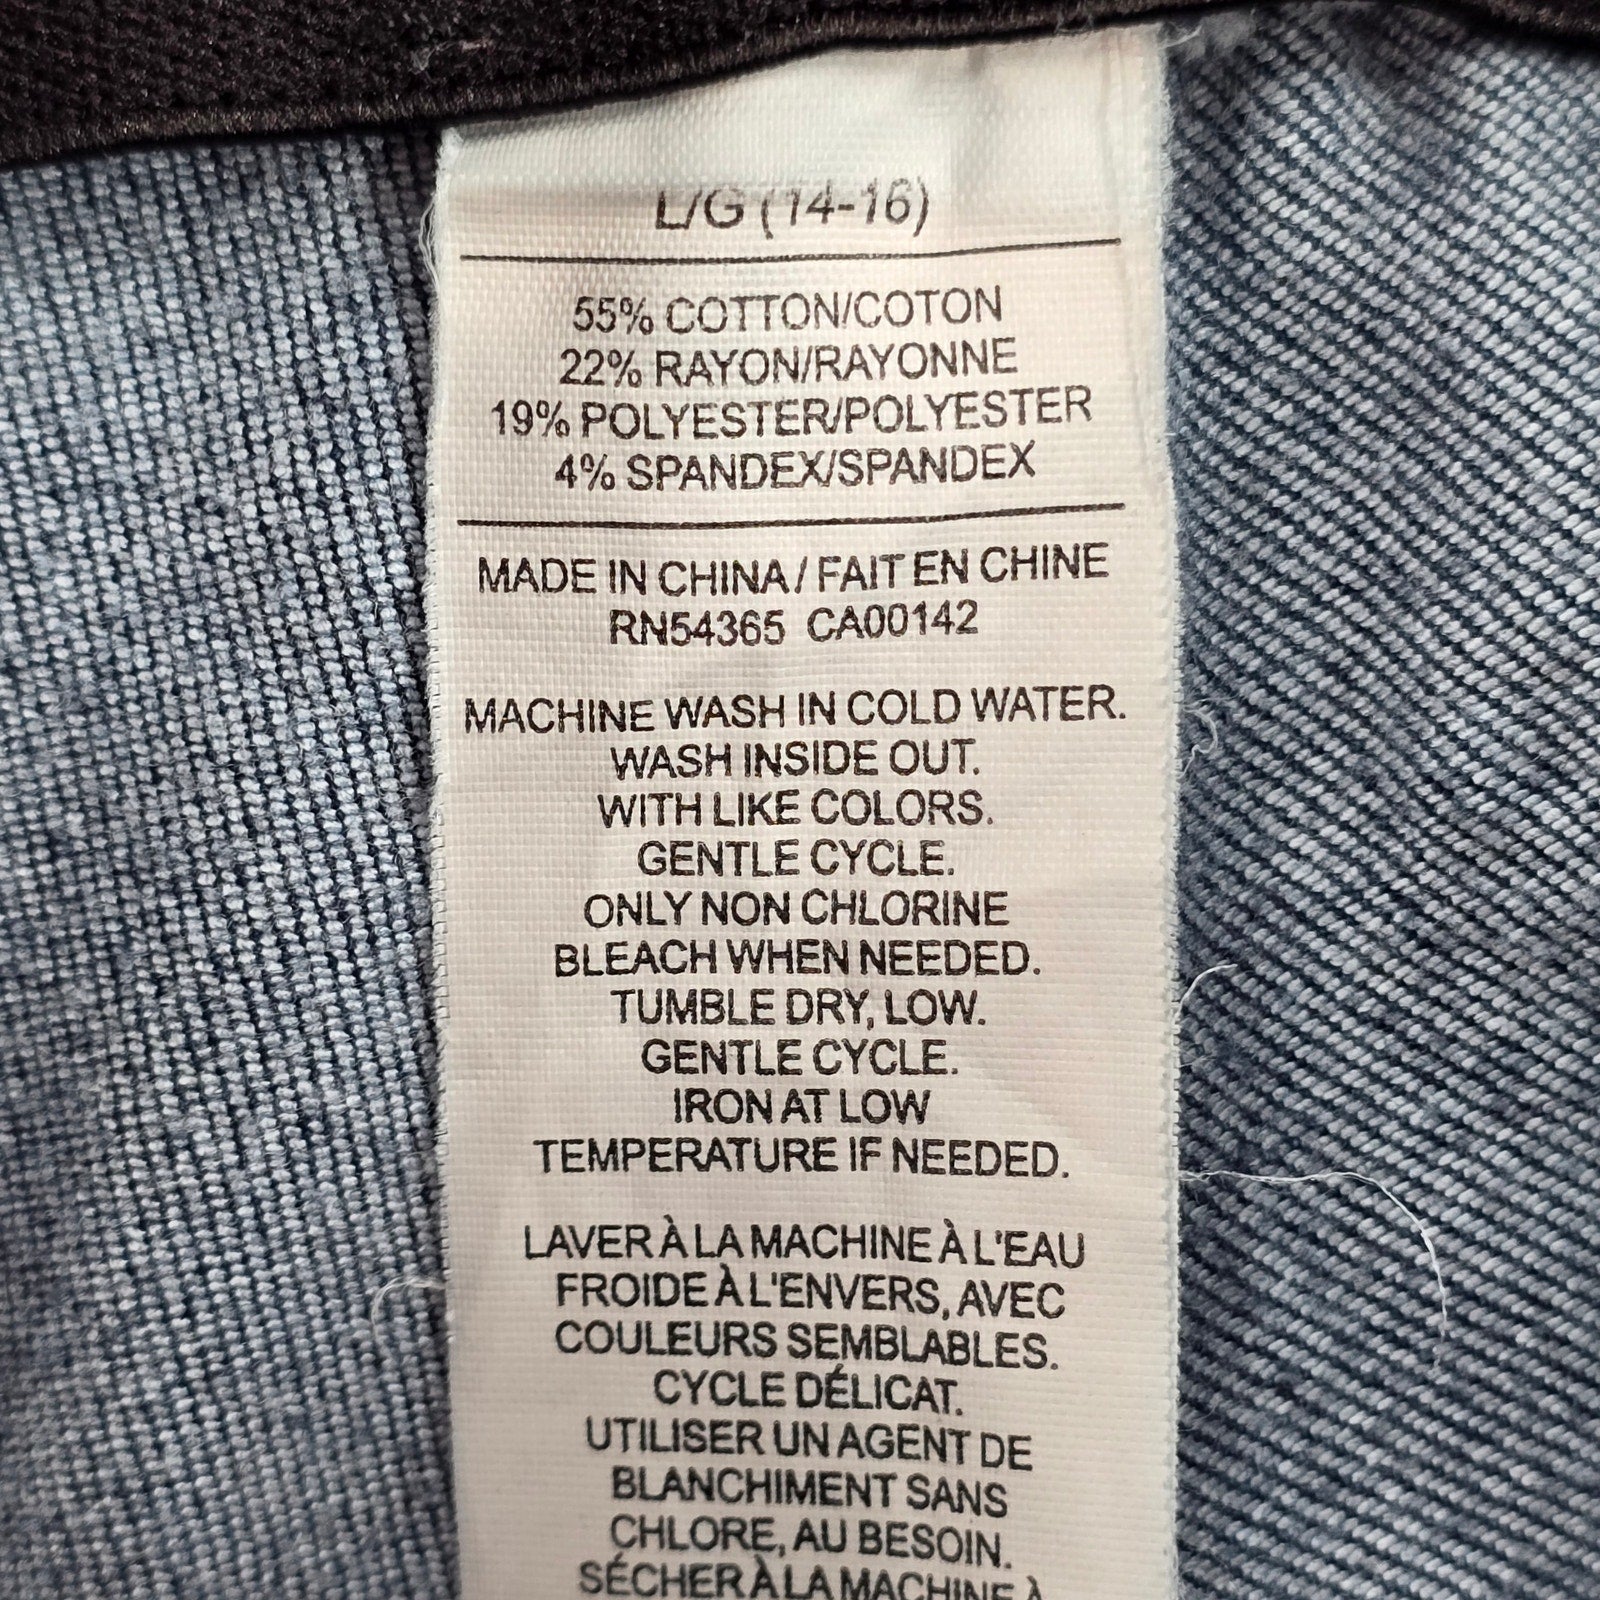 L/G (14-16)
55% COTTON/COTON
22% RAYON/RAYONNE
19% POLYESTER/POLYESTER
4% SPANDEX/SPANDEX
MADE IN CHINA / FAIT EN CHINE
RN54365 CA00142
MACHINE WASH IN COLD WATER.
WASH INSIDE OUT.
WITH LIKE COLORS.
GENTLE CYCLE.
ONLY NON CHLORINE
BLEACH WHEN NEEDED.
TUMBLE DRY, LOW.
GENTLE CYCLE.
IRON AT LOW
TEMPERATURE IF NEEDED.
LAVER À LA MACHINE À L'EAU
FROIDE À L'ENVERS, AVEC
COULEURS SEMBLABLES.
CYCLE DÉLICAT.
UTILISER UN AGENT DE
BLANCHIMENT SANS
CHLORE, AU BESOIN.
SÉCHER À LA MACHINE À